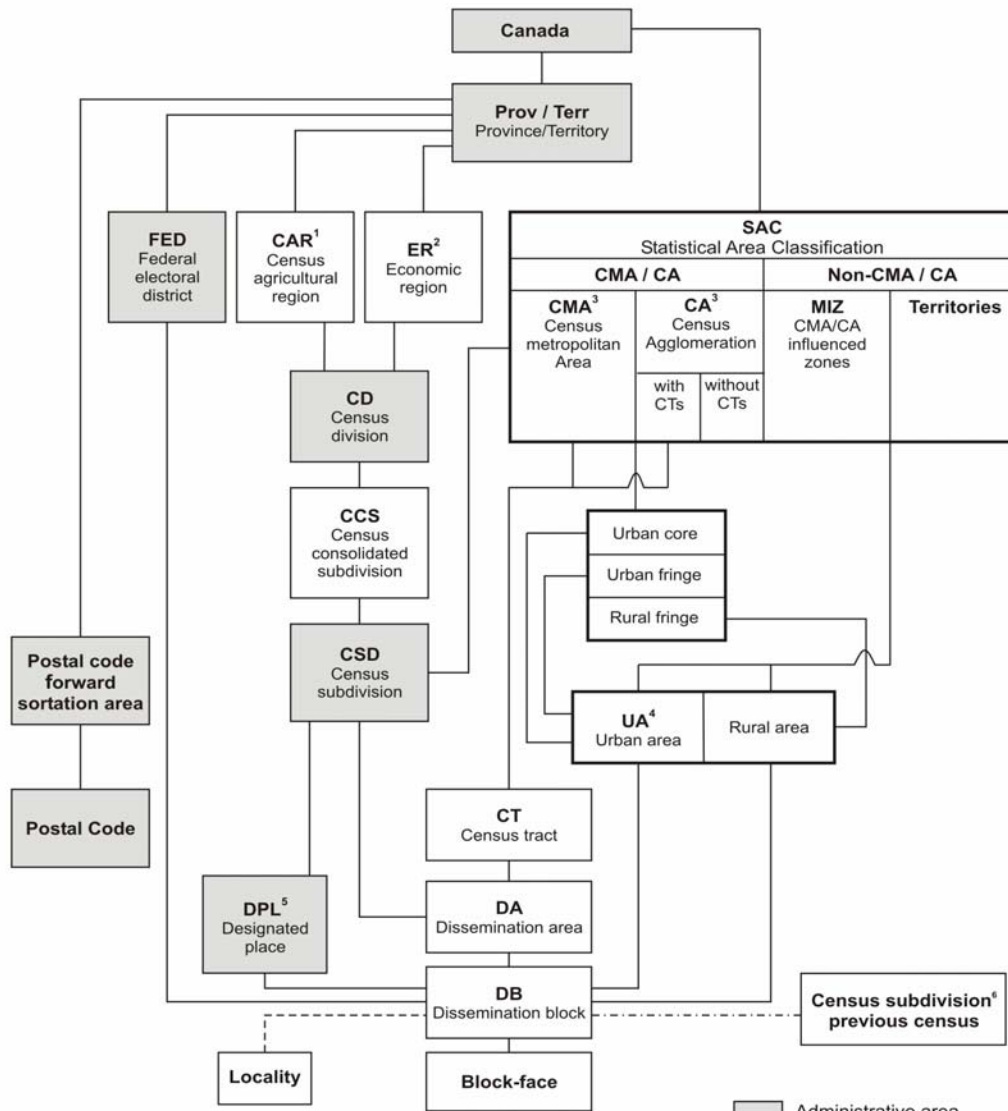 Canada
Prov / Terr
Province/Territory
FED
Federal
electoral
district
CAR¹
Census
agricultural
region
ER²
Economic
region
SAC
Statistical Area Classification
CMA / CA
Non-CMA / CA
CMA³
Census
metropolitan
Area
CA³
Census
Agglomeration
with
CTs
without
CTs
MIZ
CMA/CA
influenced
zones
Territories
CD
Census
division
CCS
Census
consolidated
subdivision
Urban core
Urban fringe
Rural fringe
Postal code
forward
sortation area
CSD
Census
subdivision
UA⁴
Urban area
Rural area
Postal Code
CT
Census tract
DPL⁵
Designated
place
DA
Dissemination area
DB
Dissemination block
Census subdivision⁶
previous census
Locality
Block-face
Administrative area